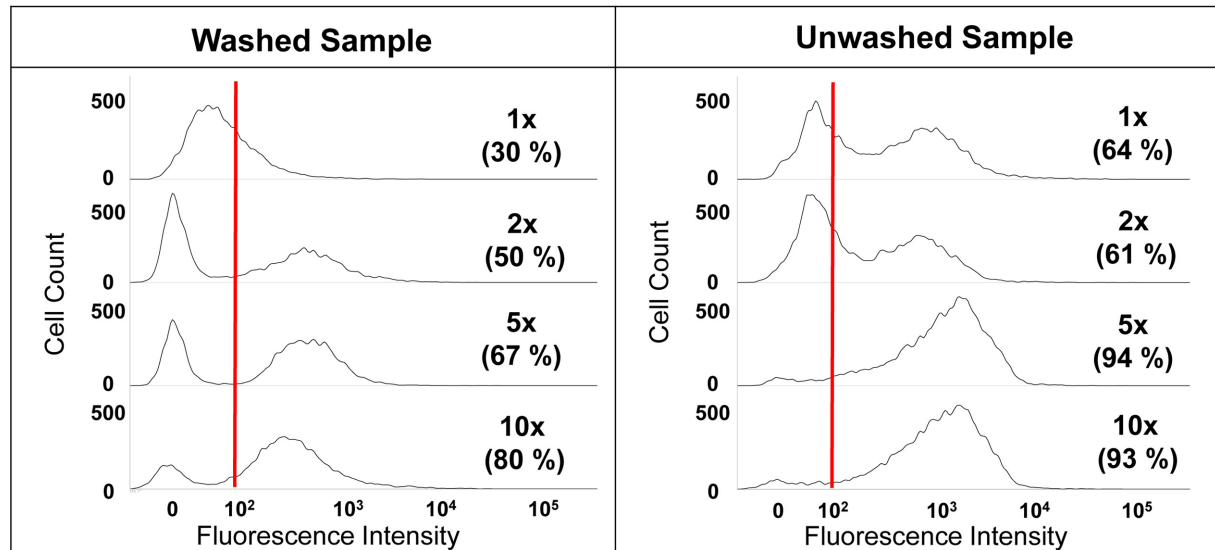 Washed Sample
Unwashed Sample
500
1x
(30 %)
0
500
2x
(50 %)
0
500
5x
(67 %)
0
500
10x
(80 %)
0
Cell Count
0 10² 10³ 10⁴ 10⁵
Fluorescence Intensity
500
1x
(64 %)
0
500
2x
(61 %)
0
500
5x
(94 %)
0
500
10x
(93 %)
0
Cell Count
0 10² 10³ 10⁴ 10⁵
Fluorescence Intensity